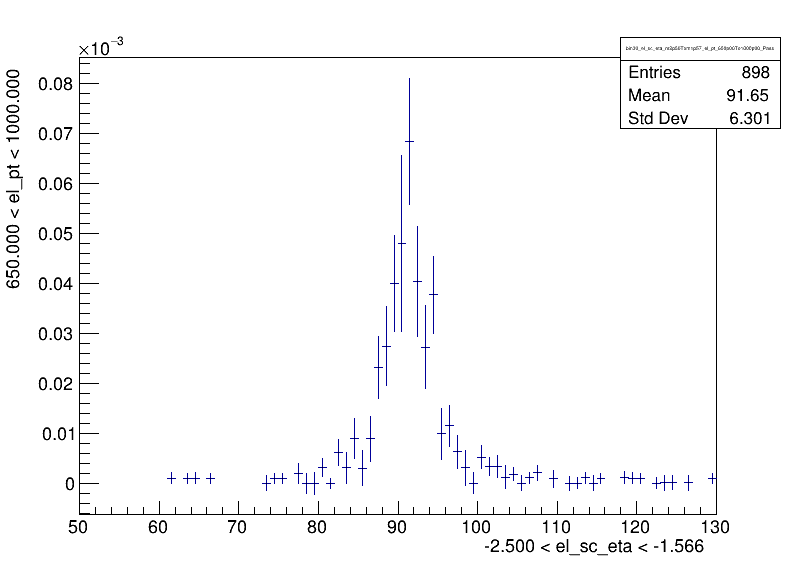 ×10⁻³
Entries 898
Mean 91.65
Std Dev 6.301
650.000 < el_pt < 1000.000
0.08
0.07
0.06
0.05
0.04
0.03
0.02
0.01
0
50 60 70 80 90 100 110 120 130
-2.500 < el_sc_eta < -1.566